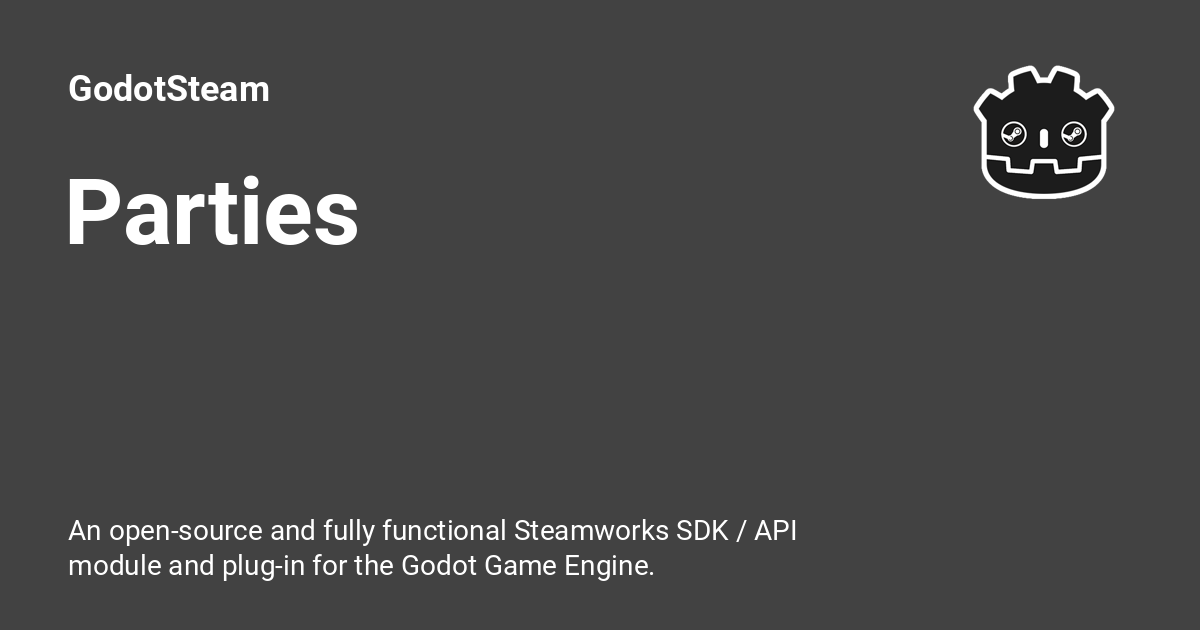 GodotSteam
Parties
An open-source and fully functional Steamworks SDK / API
module and plug-in for the Godot Game Engine.